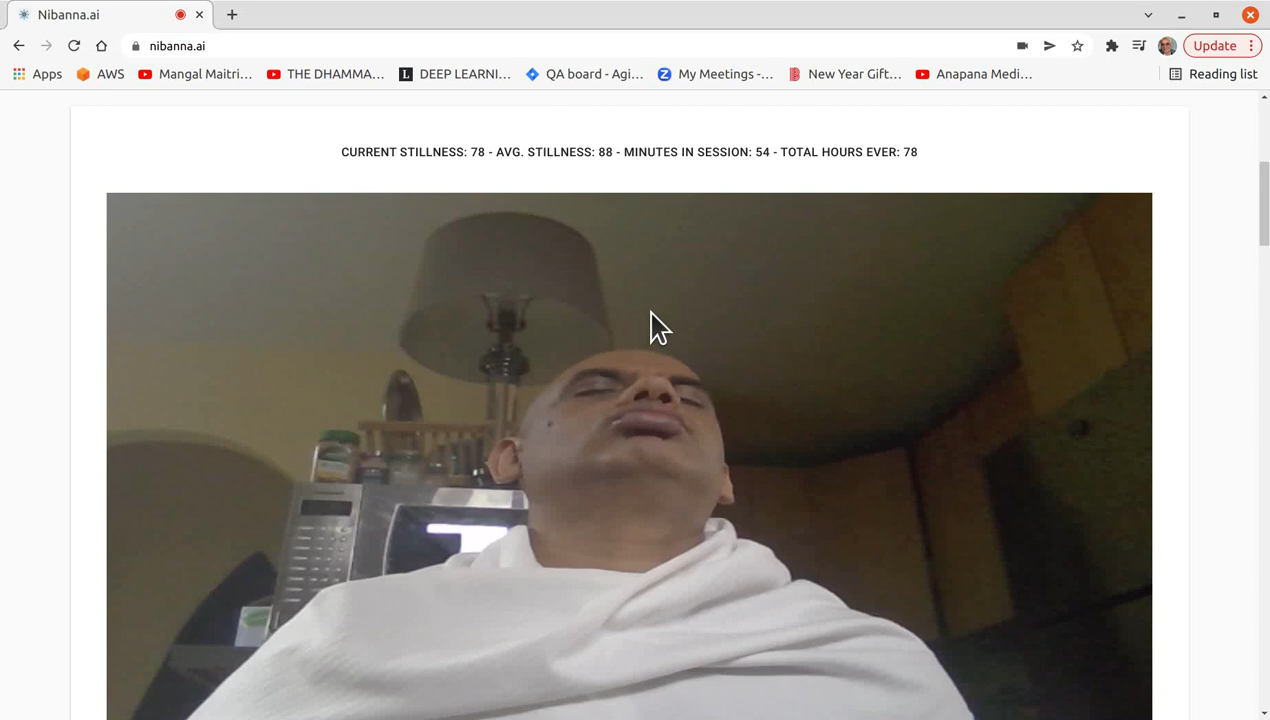 Nibanna.ai
nibanna.ai
Update
Apps AWS Mangal Maitri... THE DHAMMA... DEEP LEARNI... QA board - Agi... My Meetings -... New Year Gift... Anapana Medi... Reading list
CURRENT STILLNESS: 78 - AVG. STILLNESS: 88 - MINUTES IN SESSION: 54 - TOTAL HOURS EVER: 78